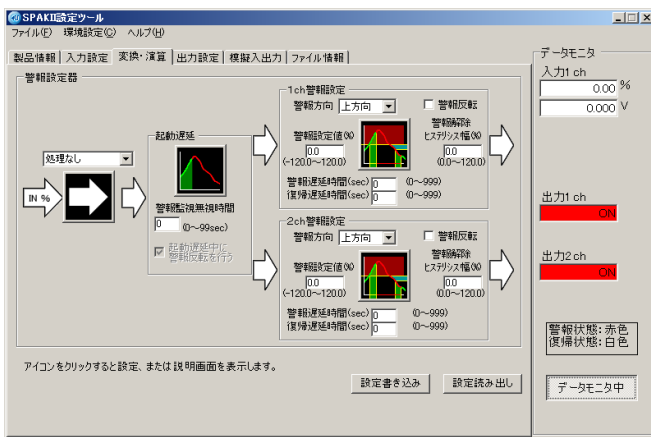 SPAKII設定ツール
ファイル(F) 環境設定(C) ヘルプ(H)
製品情報 入力設定 変換・演算 出力設定 模擬入出力 ファイル情報
警報設定器
処理なし
IN %
起動遅延
警報監視無視時間
0 (0～99sec)
起動遅延中に
警報反転を行う
1ch警報設定
警報方向 上方向 警報反転
警報設定値(%)
0.0
(-120.0～120.0)
警報解除
ヒステリシス幅(%)
0.0
(0.0～120.0)
警報遅延時間(sec) 0 (0～999)
復帰遅延時間(sec) 0 (0～999)
2ch警報設定
警報方向 上方向 警報反転
警報設定値(%)
0.0
(-120.0～120.0)
警報解除
ヒステリシス幅(%)
0.0
(0.0～120.0)
警報遅延時間(sec) 0 (0～999)
復帰遅延時間(sec) 0 (0～999)
アイコンをクリックすると設定、または説明画面を表示します。
設定書き込み 設定読み出し
データモニタ
入力1 ch
0.00 %
0.000 V
出力1 ch
ON
出力2 ch
ON
警報状態：赤色
復帰状態：白色
データモニタ中